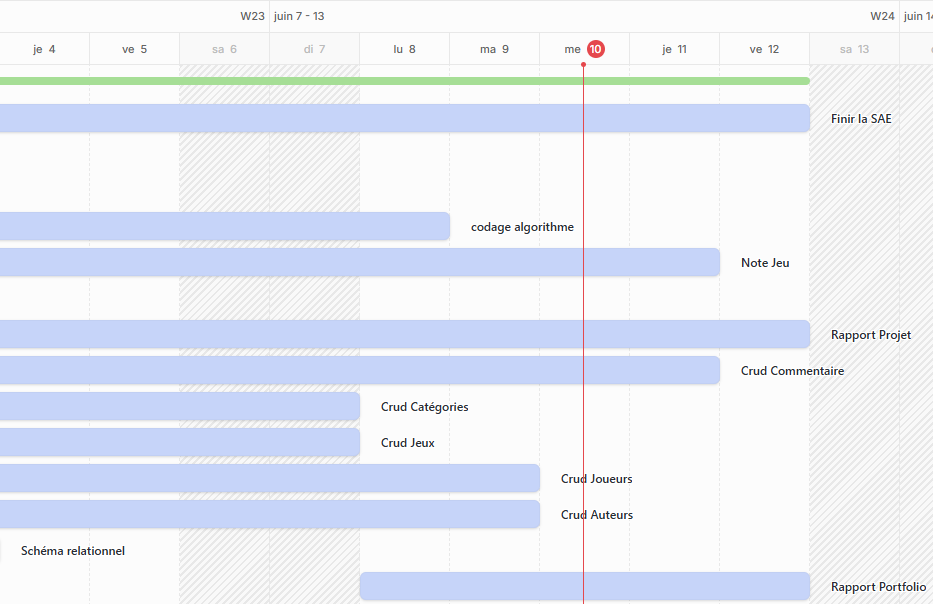 W23 juin 7 - 13 W24 juin 14
je 4 ve 5 sa 6 di 7 lu 8 ma 9 me 10 je 11 ve 12 sa 13
Finir la SAE
codage algorithme
Note Jeu
Rapport Projet
Crud Commentaire
Crud Catégories
Crud Jeux
Crud Joueurs
Crud Auteurs
Schéma relationnel
Rapport Portfolio